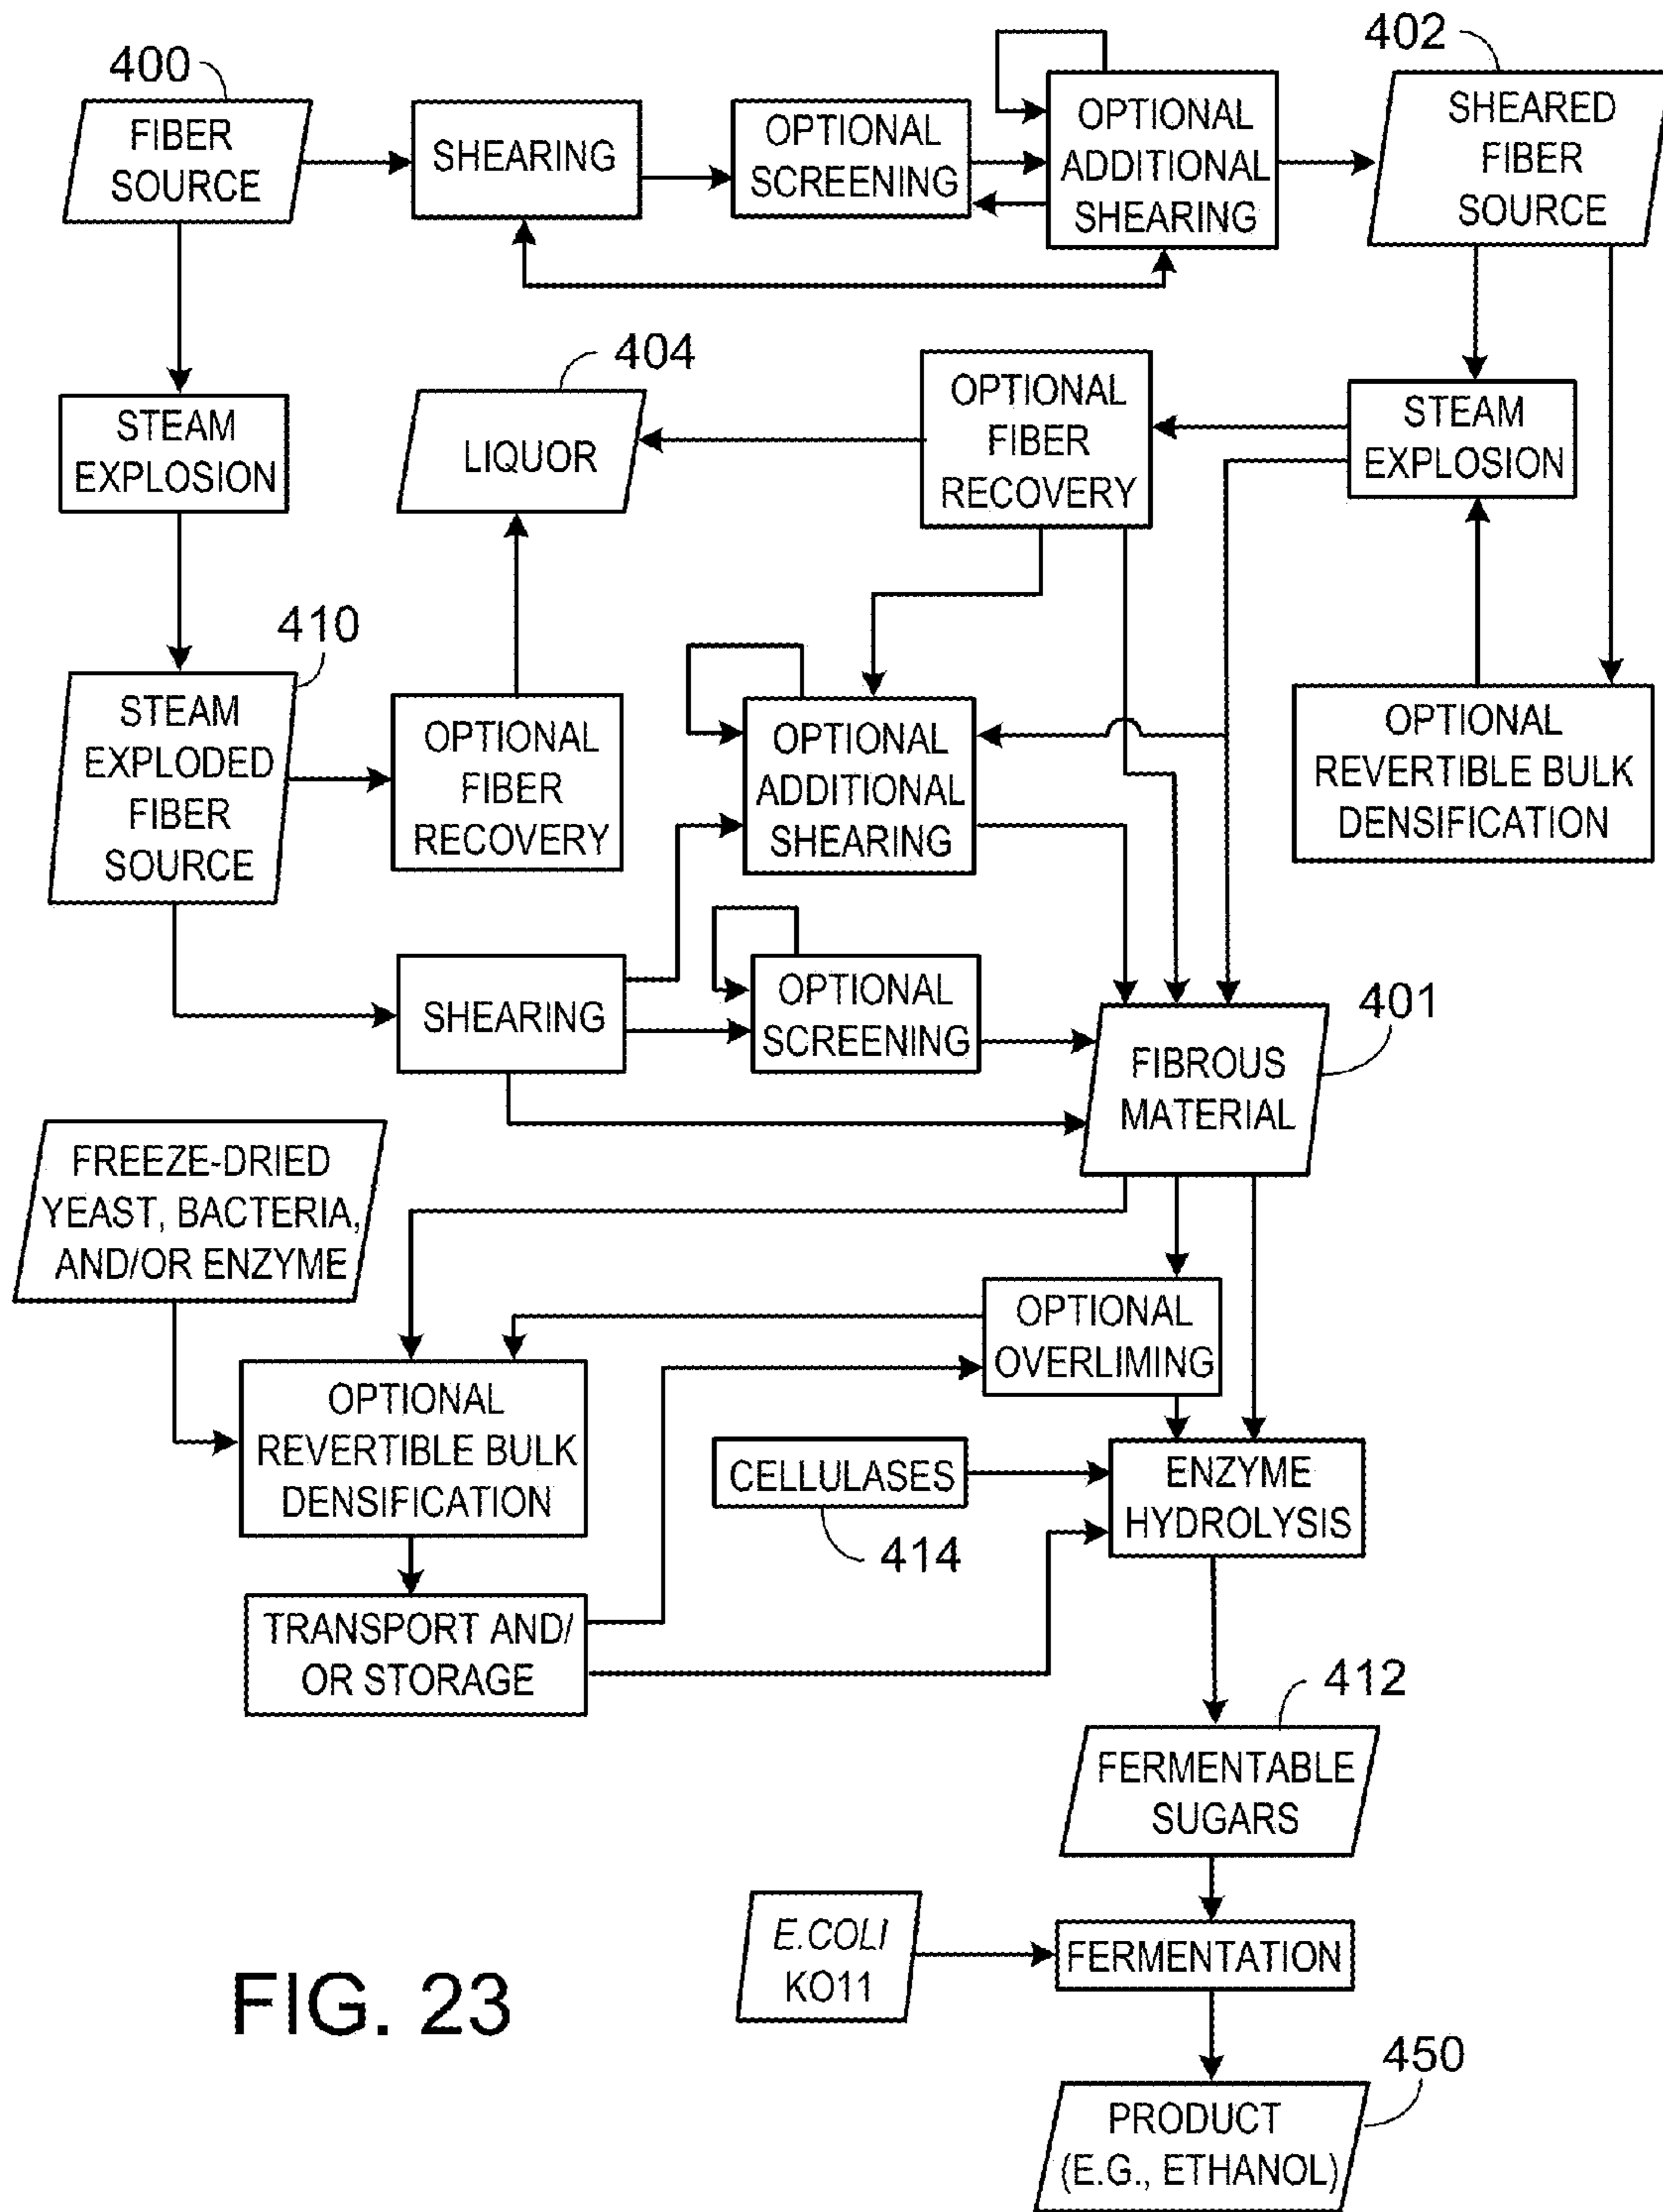 400
FIBER
SOURCE
SHEARING
OPTIONAL
SCREENING
OPTIONAL
ADDITIONAL
SHEARING
402
SHEARED
FIBER
SOURCE
STEAM
EXPLOSION
404
LIQUOR
OPTIONAL
FIBER
RECOVERY
STEAM
EXPLOSION
410
STEAM
EXPLODED
FIBER
SOURCE
OPTIONAL
FIBER
RECOVERY
OPTIONAL
ADDITIONAL
SHEARING
OPTIONAL
REVERTIBLE BULK
DENSIFICATION
SHEARING
OPTIONAL
SCREENING
401
FIBROUS
MATERIAL
FREEZE-DRIED
YEAST, BACTERIA,
AND/OR ENZYME
OPTIONAL
OVERLIMING
OPTIONAL
REVERTIBLE BULK
DENSIFICATION
CELLULASES
414
ENZYME
HYDROLYSIS
TRANSPORT AND/
OR STORAGE
412
FERMENTABLE
SUGARS
E.COLI
KO11
FERMENTATION
FIG. 23
450
PRODUCT
(E.G., ETHANOL)